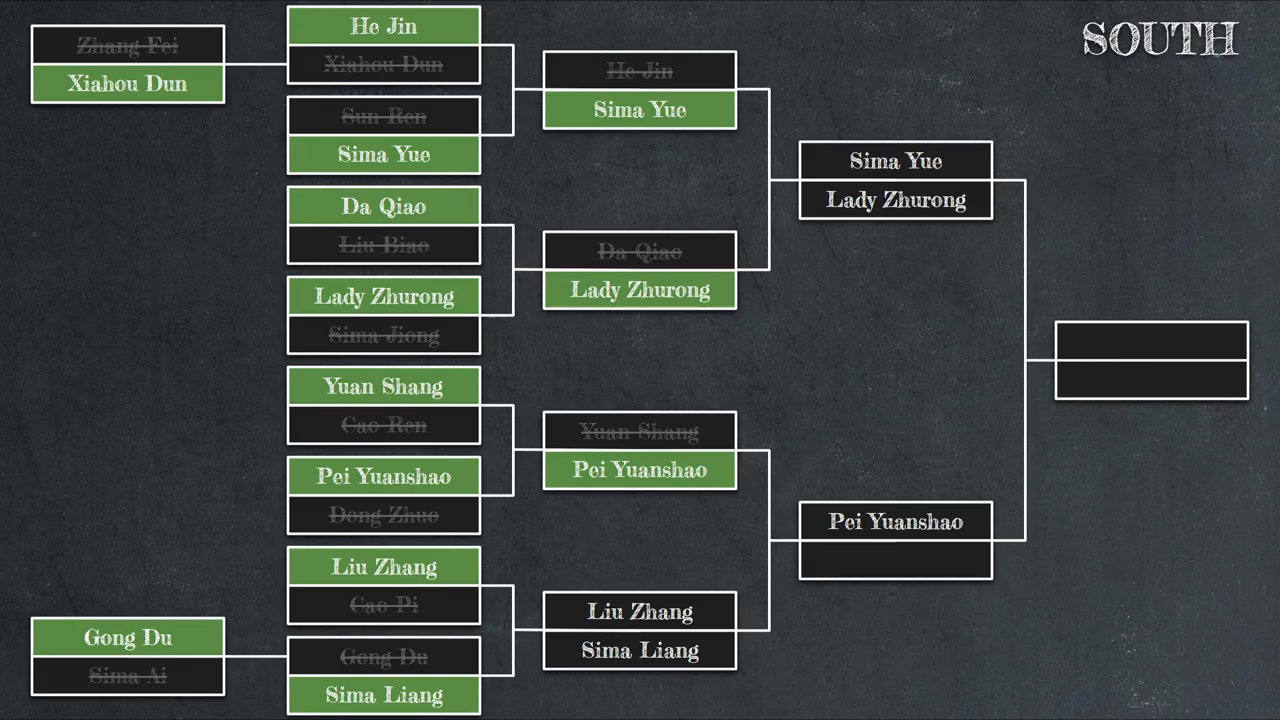 SOUTH
Zhang Fei
Xiahou Dun
Gong Du
Sima Ai
He Jin
Xiahou Dun
Sun Ren
Sima Yue
Da Qiao
Liu Biao
Lady Zhurong
Sima Jiong
Yuan Shang
Cao Ren
Pei Yuanshao
Dong Zhuo
Liu Zhang
Cao Pi
Gong Du
Sima Liang
He Jin
Sima Yue
Da Qiao
Lady Zhurong
Yuan Shang
Pei Yuanshao
Liu Zhang
Sima Liang
Sima Yue
Lady Zhurong
Pei Yuanshao